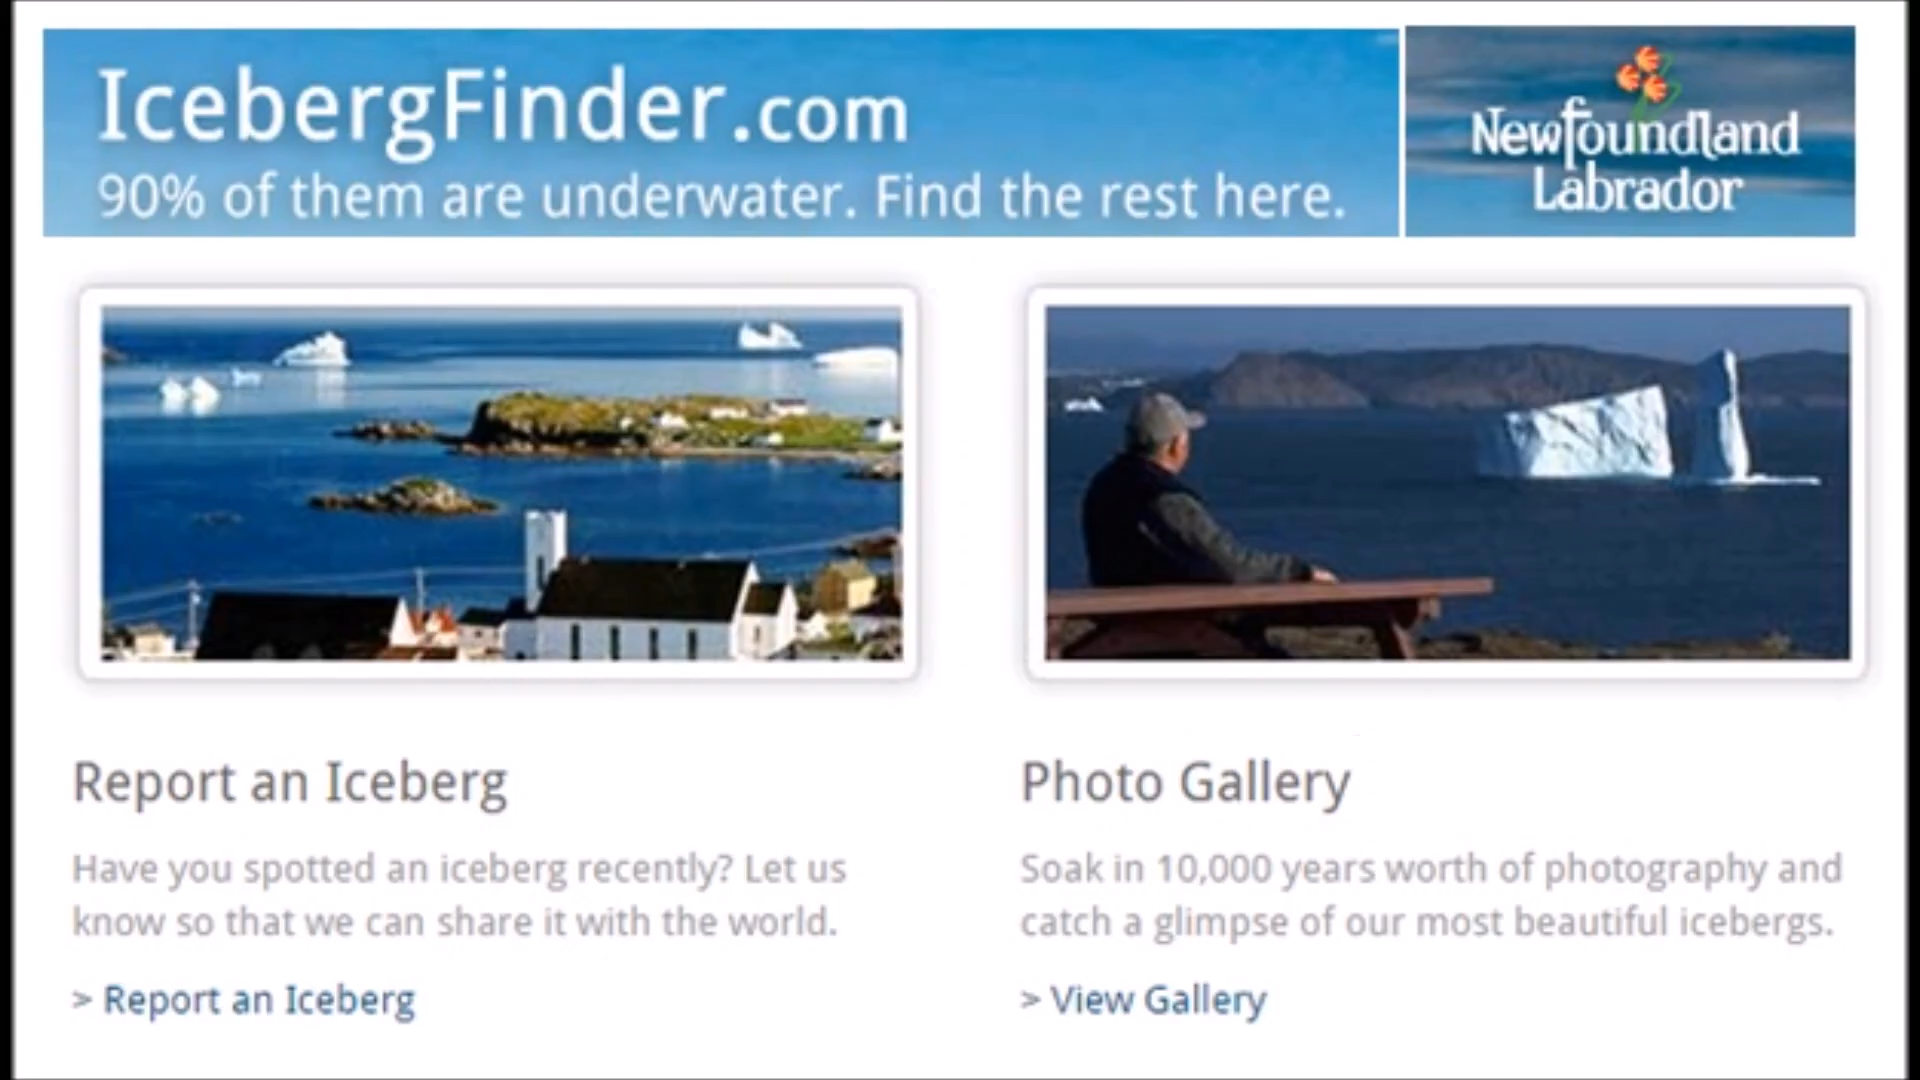 IcebergFinder.com
90% of them are underwater. Find the rest here.
Newfoundland
Labrador
Report an Iceberg
Have you spotted an iceberg recently? Let us
know so that we can share it with the world.
> Report an Iceberg
Photo Gallery
Soak in 10,000 years worth of photography and
catch a glimpse of our most beautiful icebergs.
> View Gallery